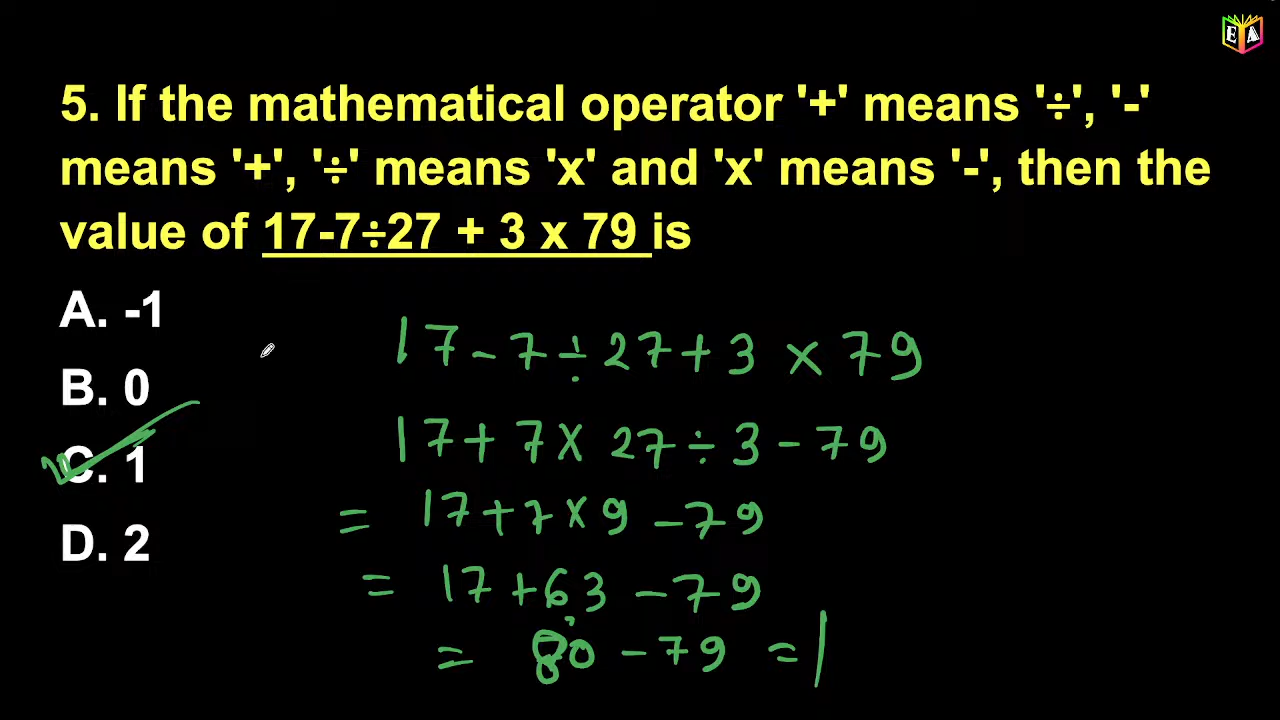 EA
5. If the mathematical operator '+' means '÷', '-'
means '+', '÷' means 'x' and 'x' means '-', then the
value of 17-7÷27 + 3 x 79 is
A. -1
B. 0
C. 1
D. 2
17-7÷27+3×79
17+7×27÷3-79
= 17+7×9-79
= 17+63-79
= 80-79 =1